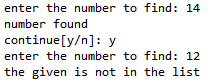 enter the number to find: 14
number found
continue[y/n]: y
enter the number to find: 12
the given is not in the list